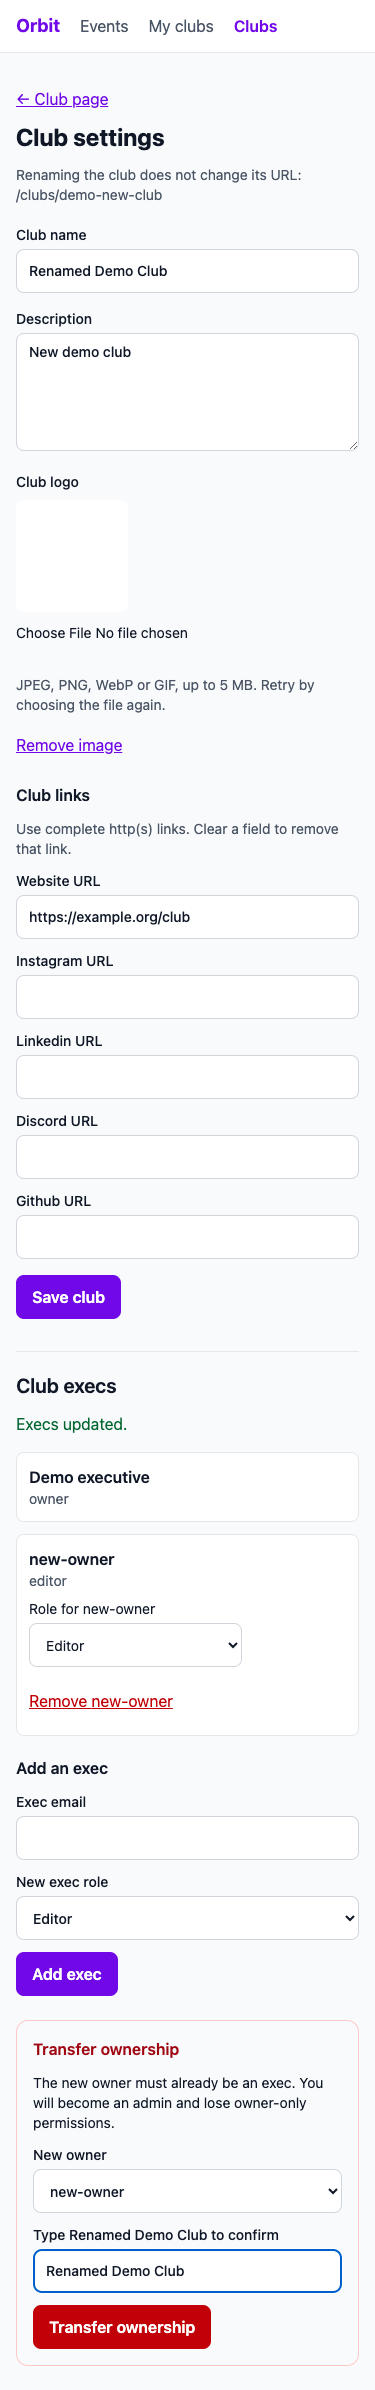 Orbit Events My clubs Clubs
← Club page
Club settings
Renaming the club does not change its URL:
/clubs/demo-new-club
Club name
Renamed Demo Club
Description
New demo club
Club logo
Choose File No file chosen
JPEG, PNG, WebP or GIF, up to 5 MB. Retry by
choosing the file again.
Remove image
Club links
Use complete http(s) links. Clear a field to remove
that link.
Website URL
https://example.org/club
Instagram URL
Linkedin URL
Discord URL
Github URL
Save club
Club execs
Execs updated.
Demo executive
owner
new-owner
editor
Role for new-owner
Editor
Remove new-owner
Add an exec
Exec email
New exec role
Editor
Add exec
Transfer ownership
The new owner must already be an exec. You
will become an admin and lose owner-only
permissions.
New owner
new-owner
Type Renamed Demo Club to confirm
Renamed Demo Club
Transfer ownership